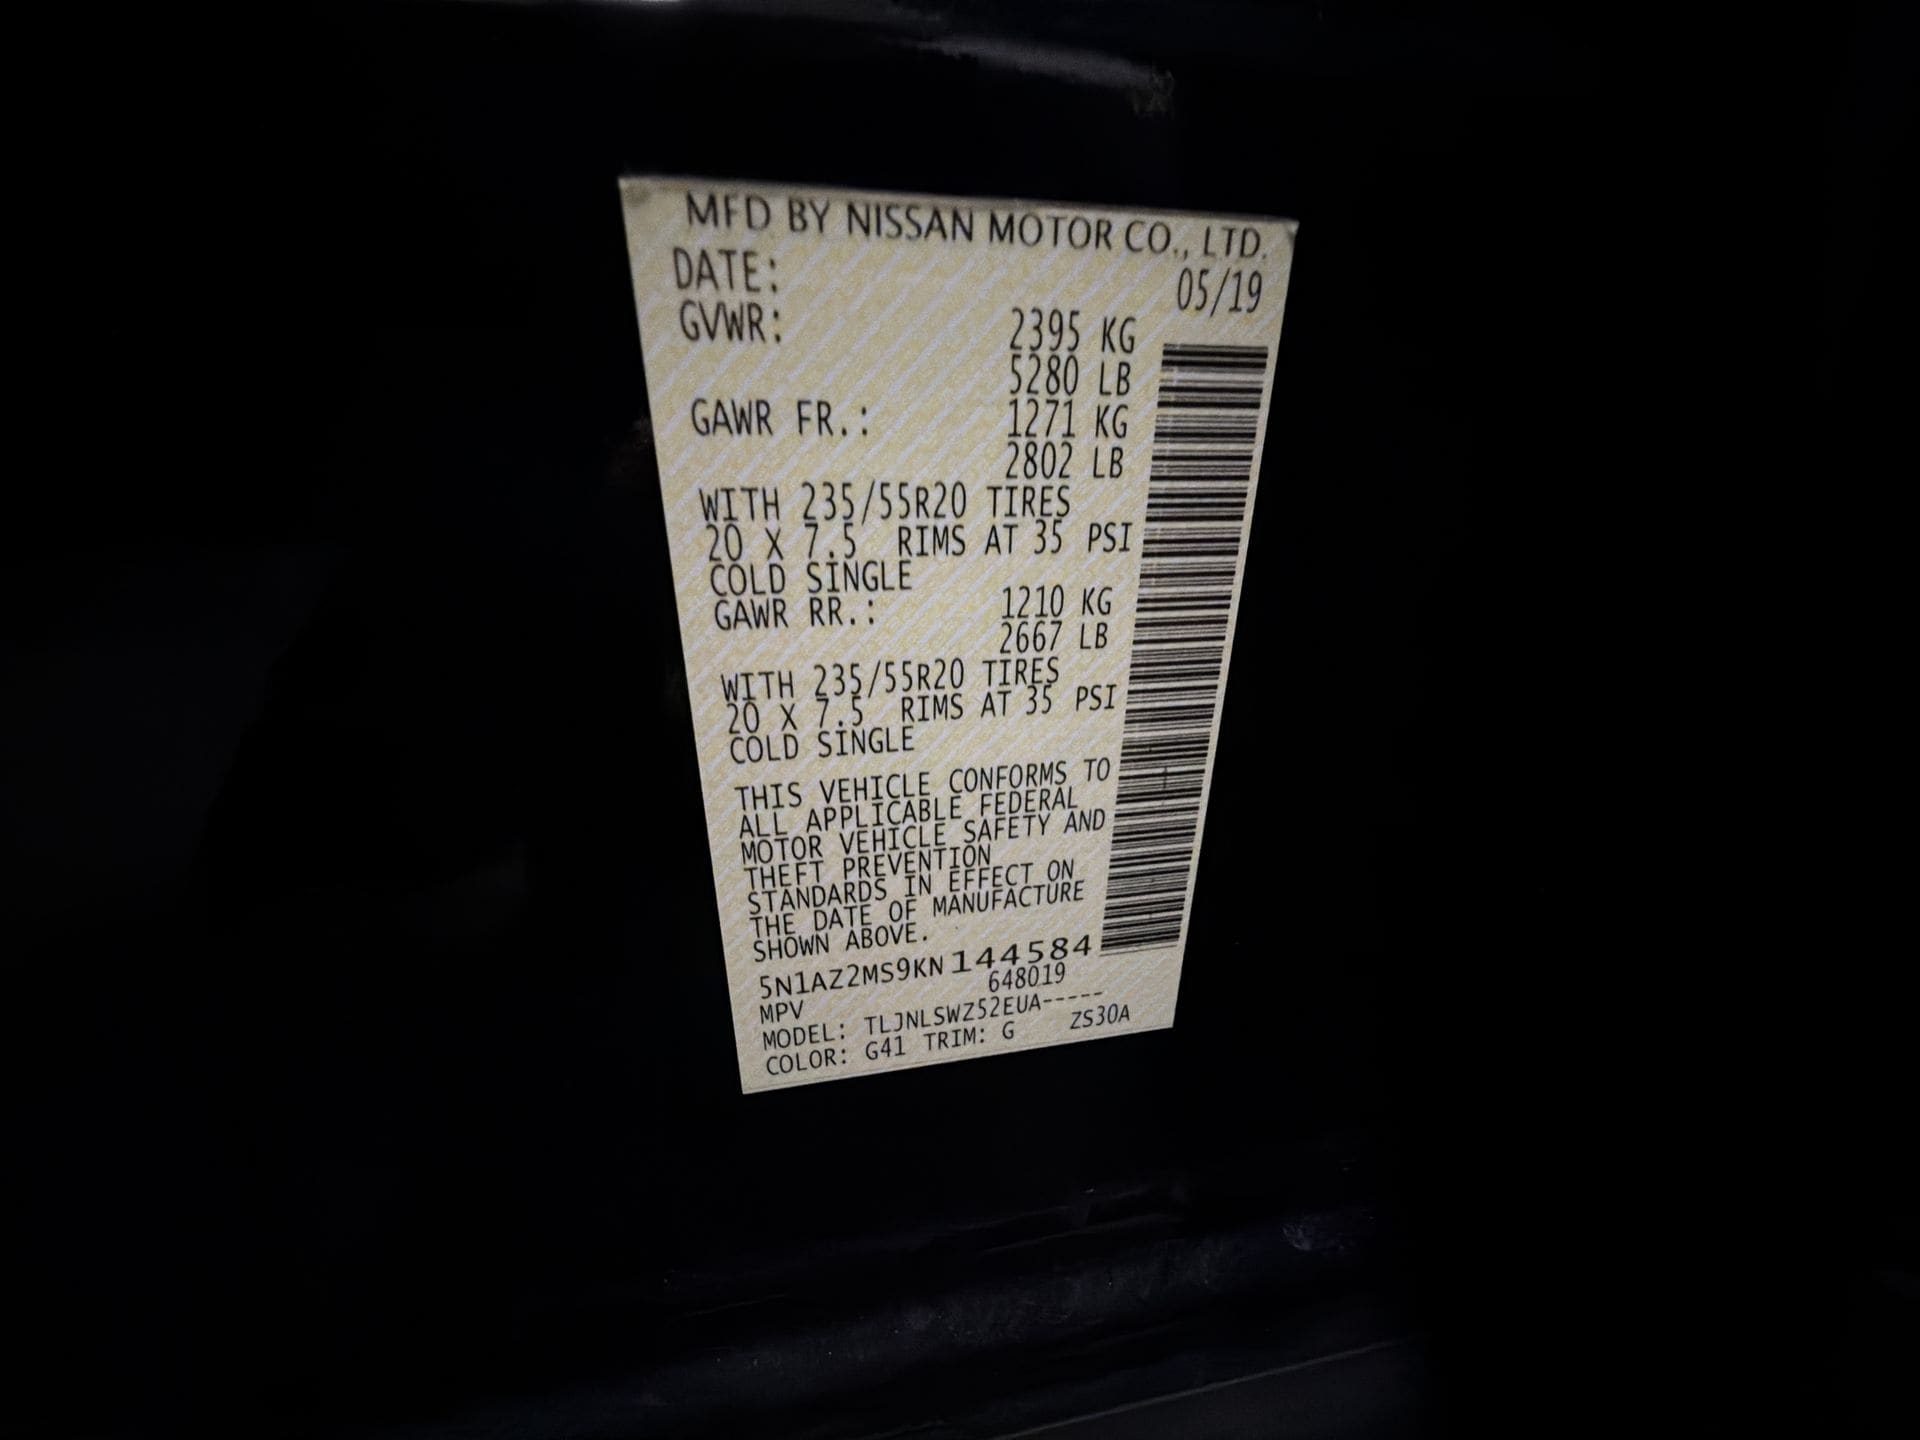 MFD BY NISSAN MOTOR CO., LTD.
DATE: 05/19
GVWR: 2395 KG
5280 LB
GAWR FR.: 1271 KG
2802 LB
WITH 235/55R20 TIRES
20 X 7.5 RIMS AT 35 PSI
COLD SINGLE
GAWR RR.: 1210 KG
2667 LB
WITH 235/55R20 TIRES
20 X 7.5 RIMS AT 35 PSI
COLD SINGLE
THIS VEHICLE CONFORMS TO
ALL APPLICABLE FEDERAL
MOTOR VEHICLE SAFETY AND
THEFT PREVENTION
STANDARDS IN EFFECT ON
THE DATE OF MANUFACTURE
SHOWN ABOVE.
5N1AZ2MS9KN144584
MPV 648019
MODEL: TLJNLSWZ52EUA-----
COLOR: G41 TRIM: G ZS30A